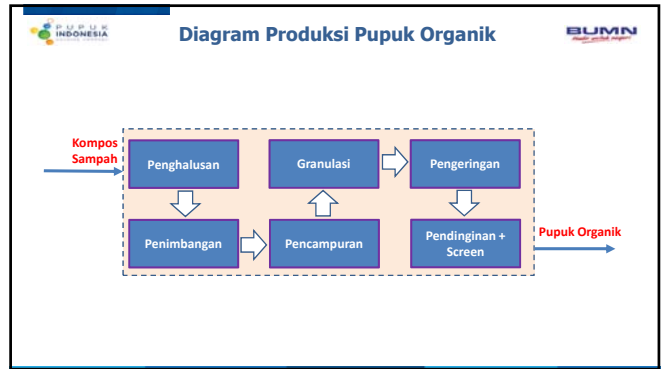 PUPUK
INDONESIA
Diagram Produksi Pupuk Organik
BUMN
Kompos
Sampah
Penghalusan
Granulasi
Pengeringan
Penimbangan
Pencampuran
Pendinginan +
Screen
Pupuk Organik